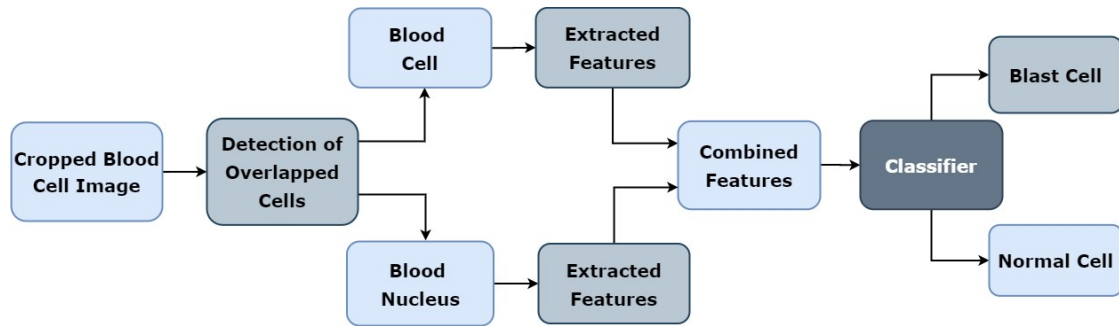 Cropped Blood
Cell Image
Detection of
Overlapped
Cells
Blood
Cell
Extracted
Features
Blood
Nucleus
Extracted
Features
Combined
Features
Classifier
Blast Cell
Normal Cell